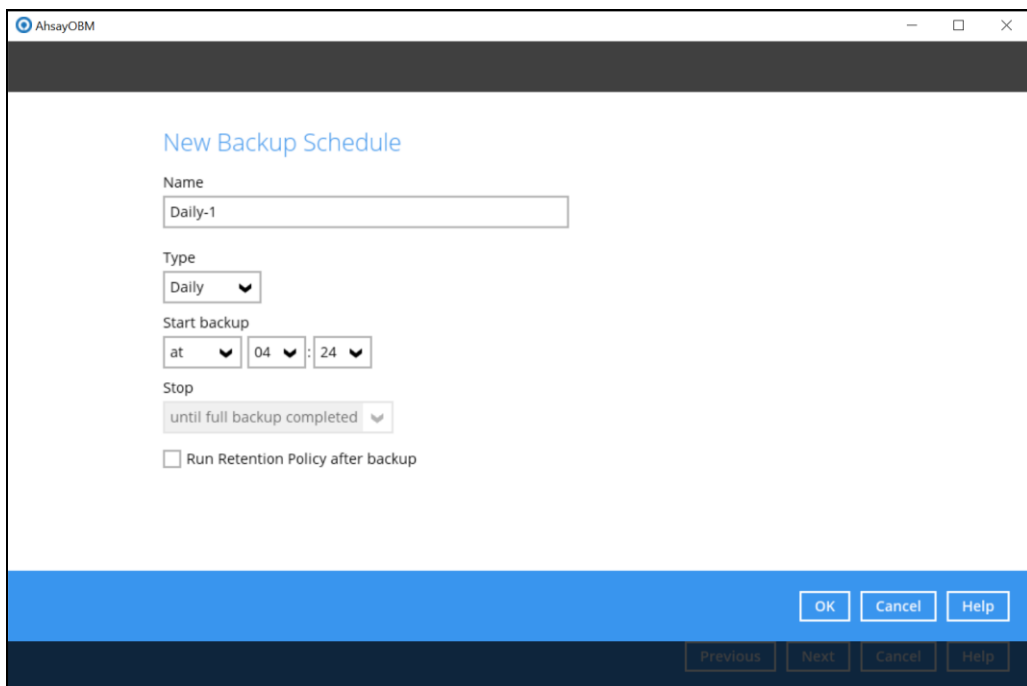 AhsayOBM
New Backup Schedule
Name
Daily-1
Type
Daily
Start backup
at 04 : 24
Stop
until full backup completed
Run Retention Policy after backup
OK Cancel Help
Previous Next Cancel Help